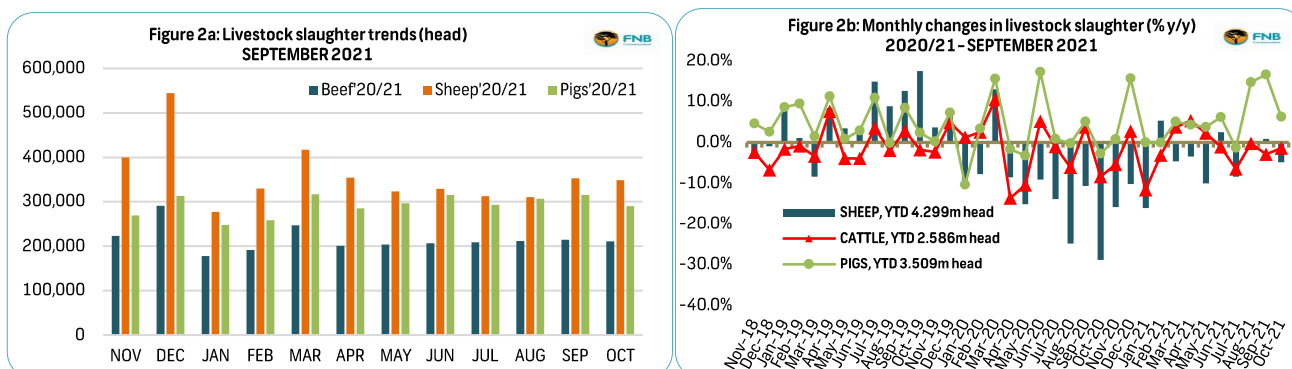 Figure 2a: Livestock slaughter trends (head)
SEPTEMBER 2021
FNB
600,000
500,000
400,000
300,000
200,000
100,000
0
Beef'20/21
Sheep'20/21
Pigs'20/21
NOV DEC JAN FEB MAR APR MAY JUN JUL AUG SEP OCT
Figure 2b: Monthly changes in livestock slaughter (% y/y)
2020/21 – SEPTEMBER 2021
FNB
20.0%
10.0%
0.0%
-10.0%
-20.0%
-30.0%
-40.0%
SHEEP, YTD 4.299m head
CATTLE, YTD 2.586m head
PIGS, YTD 3.509m head
Nov-18
Dec-18
Jan-19
Feb-19
Mar-19
Apr-19
May-19
Jun-19
Jul-19
Aug-19
Sep-19
Oct-19
Nov-19
Dec-19
Jan-20
Feb-20
Mar-20
Apr-20
May-20
Jun-20
Jul-20
Aug-20
Sep-20
Oct-20
Nov-20
Dec-20
Jan-21
Feb-21
Mar-21
Apr-21
May-21
Jun-21
Jul-21
Aug-21
Sep-21
Oct-21